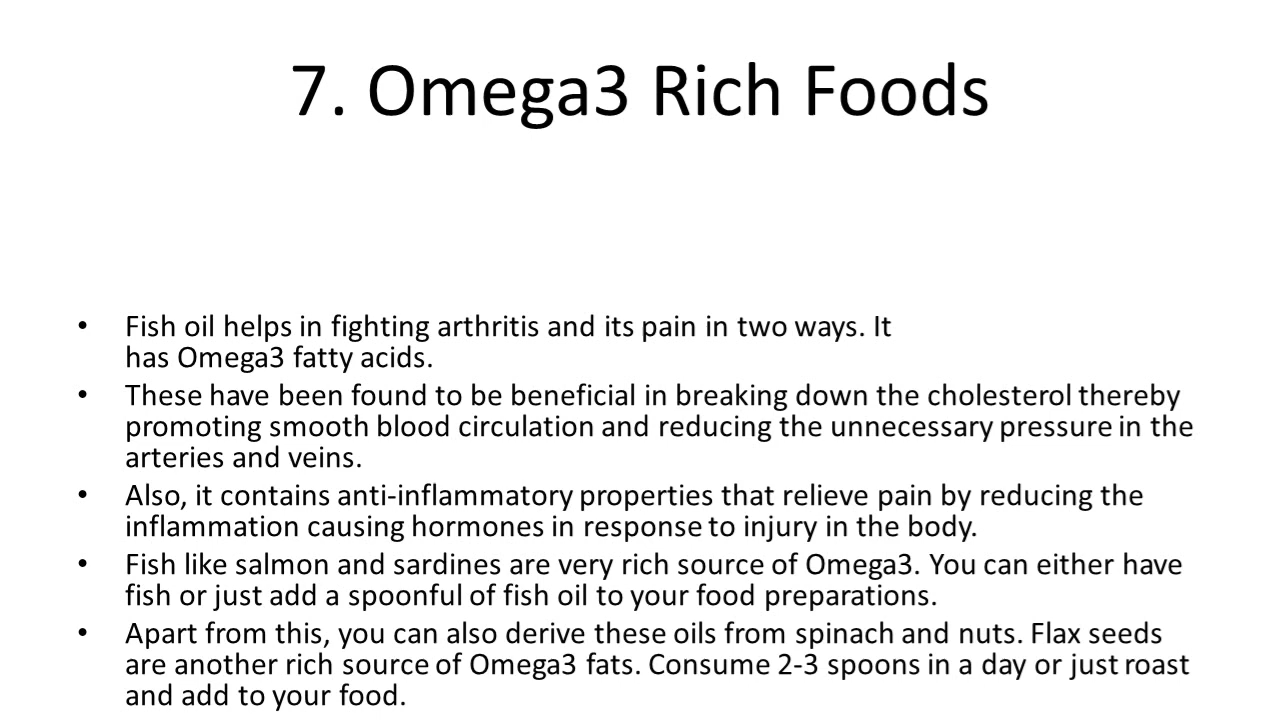 7. Omega3 Rich Foods
• Fish oil helps in fighting arthritis and its pain in two ways. It
has Omega3 fatty acids.
• These have been found to be beneficial in breaking down the cholesterol thereby
promoting smooth blood circulation and reducing the unnecessary pressure in the
arteries and veins.
• Also, it contains anti-inflammatory properties that relieve pain by reducing the
inflammation causing hormones in response to injury in the body.
• Fish like salmon and sardines are very rich source of Omega3. You can either have
fish or just add a spoonful of fish oil to your food preparations.
• Apart from this, you can also derive these oils from spinach and nuts. Flax seeds
are another rich source of Omega3 fats. Consume 2-3 spoons in a day or just roast
and add to your food.